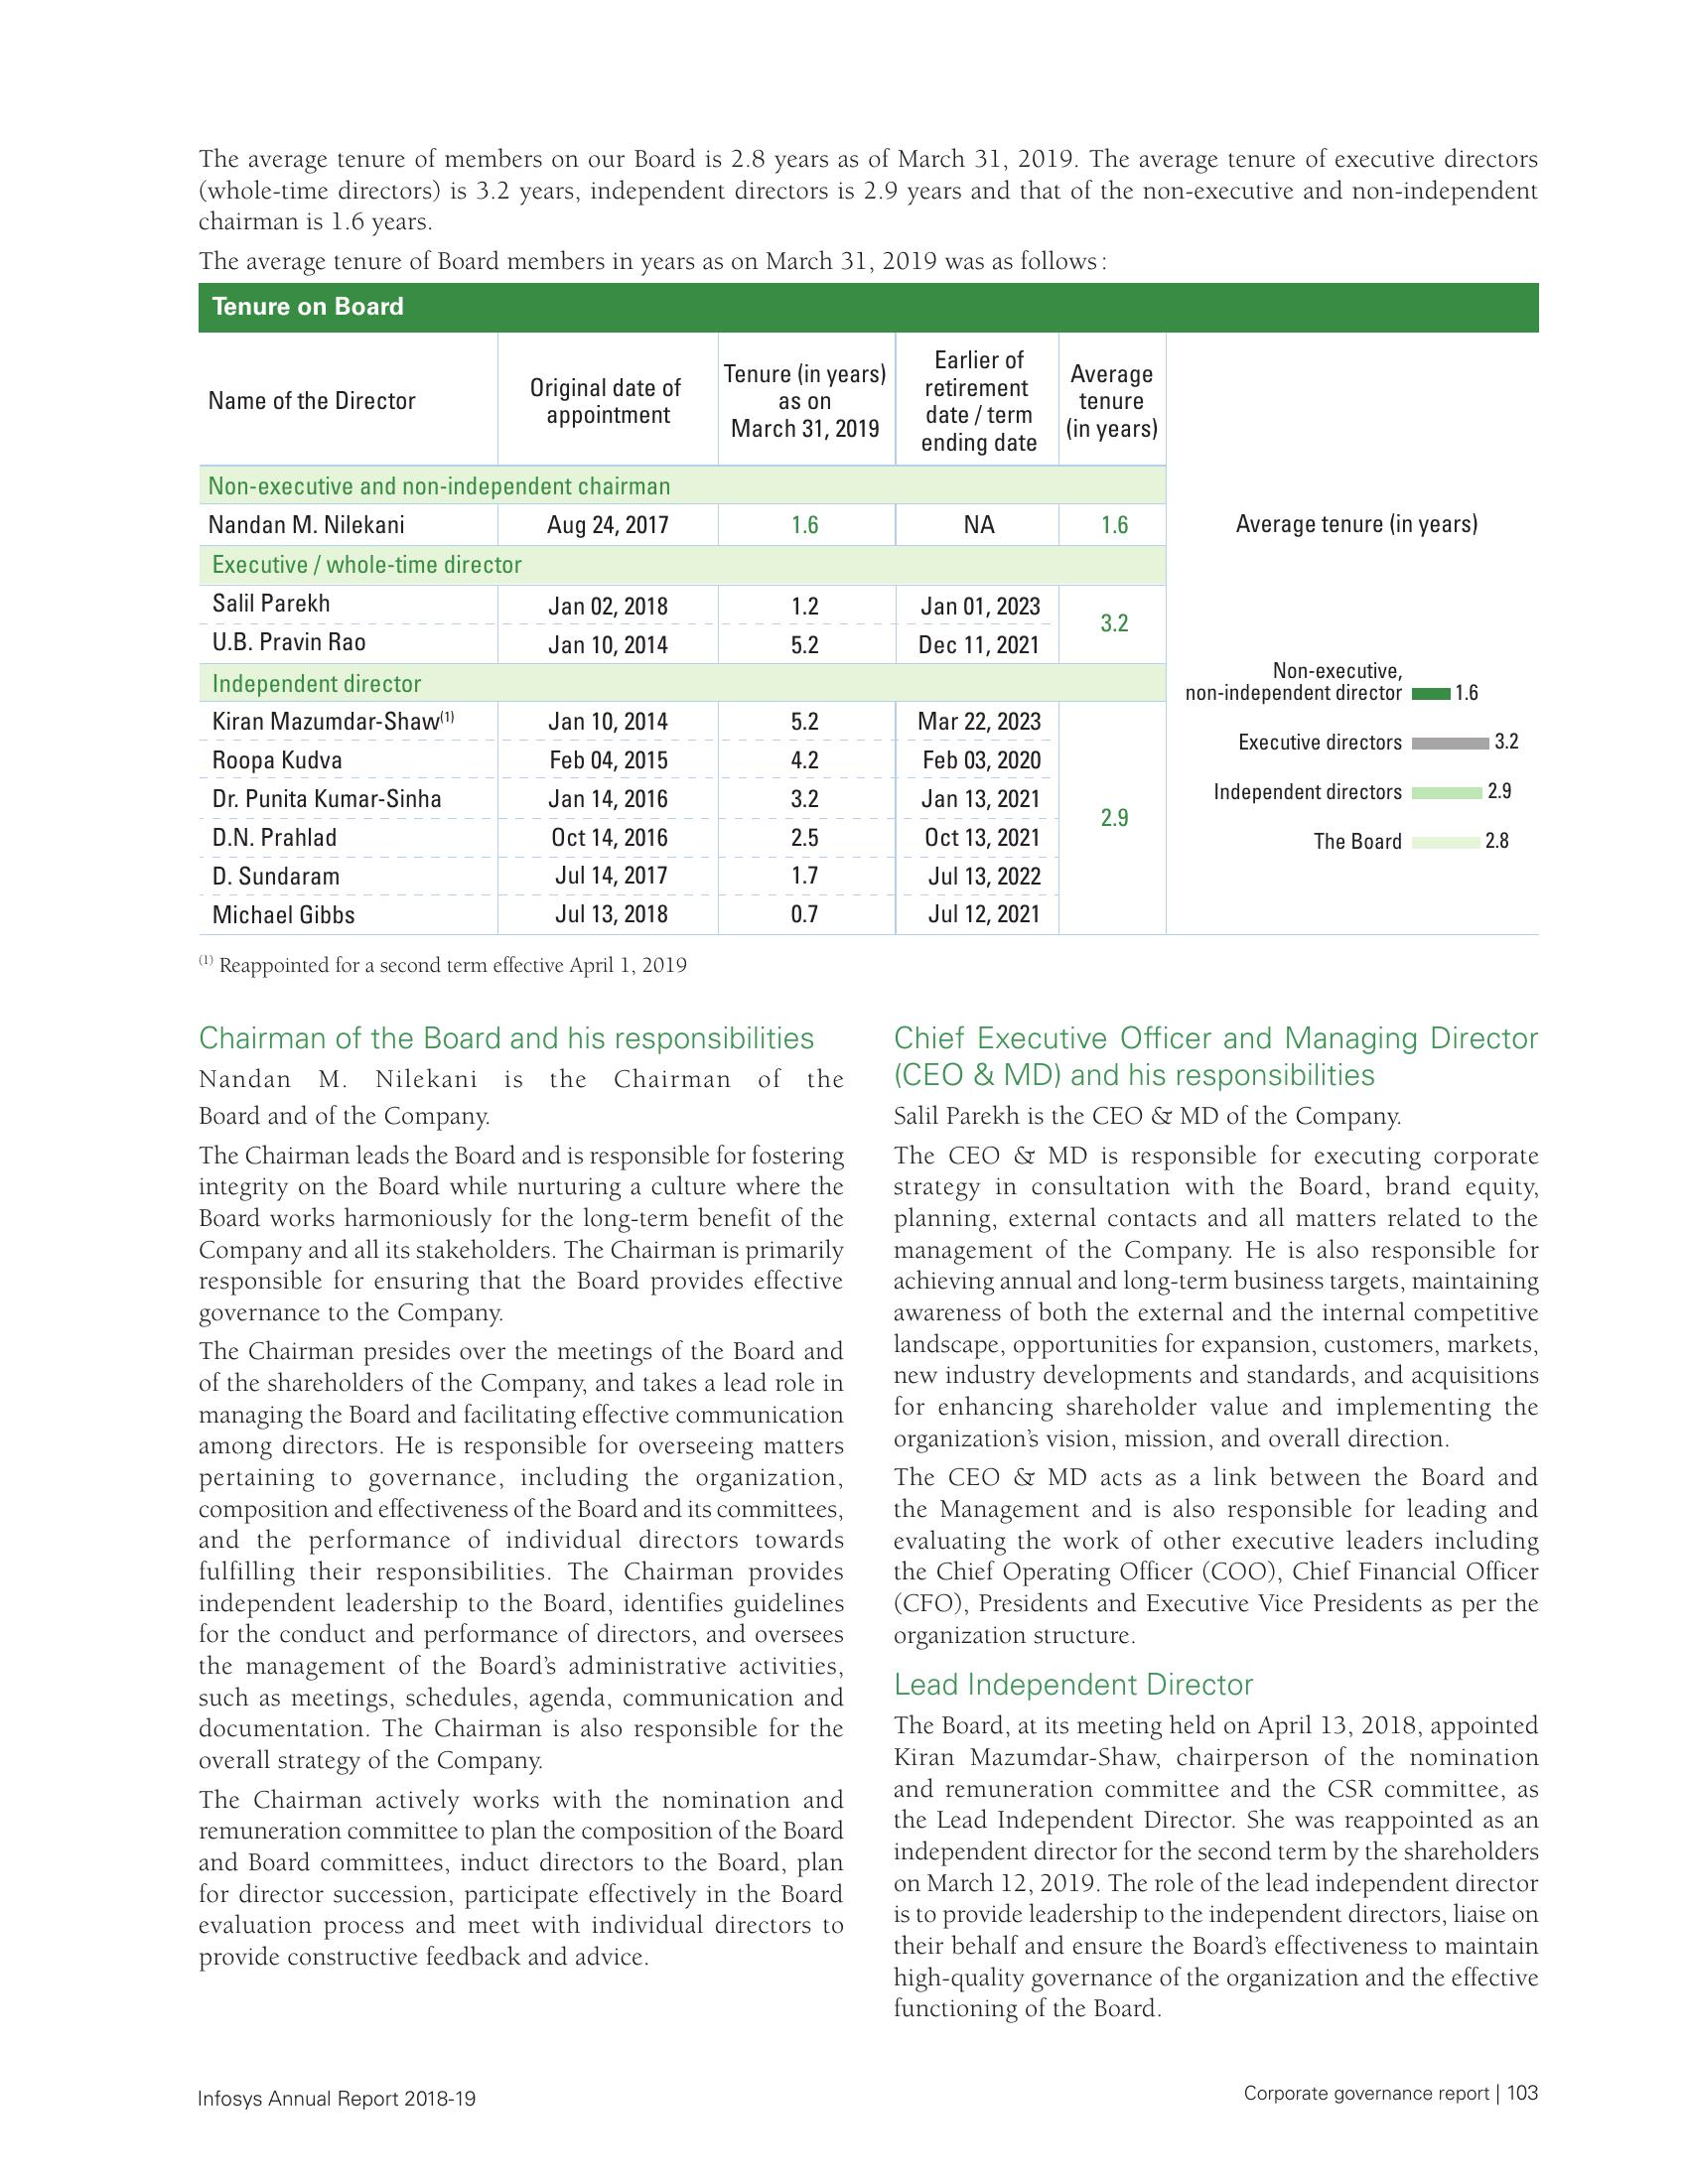 The average tenure of members on our Board is 2.8 years as of March 31, 2019. The average tenure of executive directors
(whole-time directors) is 3.2 years, independent directors is 2.9 years and that of the non-executive and non-independent
chairman is 1.6 years.
The average tenure of Board members in years as on March 31, 2019 was as follows:
Tenure on Board
Name of the Director
Original date of
appointment
Tenure (in years)
as on
March 31, 2019
Earlier of
retirement
date / term
ending date
Average
tenure
(in years)
Non-executive and non-independent chairman
Nandan M. Nilekani Aug 24, 2017 1.6 NA 1.6
Executive / whole-time director
Salil Parekh Jan 02, 2018 1.2 Jan 01, 2023
3.2
U.B. Pravin Rao Jan 10, 2014 5.2 Dec 11, 2021
Independent director
Kiran Mazumdar-Shaw(1) Jan 10, 2014 5.2 Mar 22, 2023
Roopa Kudva Feb 04, 2015 4.2 Feb 03, 2020
Dr. Punita Kumar-Sinha Jan 14, 2016 3.2 Jan 13, 2021
2.9
D.N. Prahlad Oct 14, 2016 2.5 Oct 13, 2021
D. Sundaram Jul 14, 2017 1.7 Jul 13, 2022
Michael Gibbs Jul 13, 2018 0.7 Jul 12, 2021
Average tenure (in years)
Non-executive,
non-independent director 1.6
Executive directors 3.2
Independent directors 2.9
The Board 2.8
(1) Reappointed for a second term effective April 1, 2019
Chairman of the Board and his responsibilities
Nandan M. Nilekani is the Chairman of the
Board and of the Company.
The Chairman leads the Board and is responsible for fostering
integrity on the Board while nurturing a culture where the
Board works harmoniously for the long-term benefit of the
Company and all its stakeholders. The Chairman is primarily
responsible for ensuring that the Board provides effective
governance to the Company.
The Chairman presides over the meetings of the Board and
of the shareholders of the Company, and takes a lead role in
managing the Board and facilitating effective communication
among directors. He is responsible for overseeing matters
pertaining to governance, including the organization,
composition and effectiveness of the Board and its committees,
and the performance of individual directors towards
fulfilling their responsibilities. The Chairman provides
independent leadership to the Board, identifies guidelines
for the conduct and performance of directors, and oversees
the management of the Board's administrative activities,
such as meetings, schedules, agenda, communication and
documentation. The Chairman is also responsible for the
overall strategy of the Company.
The Chairman actively works with the nomination and
remuneration committee to plan the composition of the Board
and Board committees, induct directors to the Board, plan
for director succession, participate effectively in the Board
evaluation process and meet with individual directors to
provide constructive feedback and advice.
Chief Executive Officer and Managing Director
(CEO & MD) and his responsibilities
Salil Parekh is the CEO & MD of the Company.
The CEO & MD is responsible for executing corporate
strategy in consultation with the Board, brand equity,
planning, external contacts and all matters related to the
management of the Company. He is also responsible for
achieving annual and long-term business targets, maintaining
awareness of both the external and the internal competitive
landscape, opportunities for expansion, customers, markets,
new industry developments and standards, and acquisitions
for enhancing shareholder value and implementing the
organization's vision, mission, and overall direction.
The CEO & MD acts as a link between the Board and
the Management and is also responsible for leading and
evaluating the work of other executive leaders including
the Chief Operating Officer (COO), Chief Financial Officer
(CFO), Presidents and Executive Vice Presidents as per the
organization structure.
Lead Independent Director
The Board, at its meeting held on April 13, 2018, appointed
Kiran Mazumdar-Shaw, chairperson of the nomination
and remuneration committee and the CSR committee, as
the Lead Independent Director. She was reappointed as an
independent director for the second term by the shareholders
on March 12, 2019. The role of the lead independent director
is to provide leadership to the independent directors, liaise on
their behalf and ensure the Board's effectiveness to maintain
high-quality governance of the organization and the effective
functioning of the Board.
Infosys Annual Report 2018-19
Corporate governance report | 103